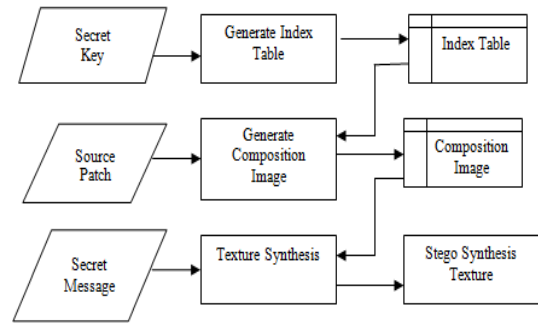 Secret
Key
Generate Index
Table
Index Table
Source
Patch
Generate
Composition
Image
Composition
Image
Secret
Message
Texture Synthesis
Stego Synthesis
Texture